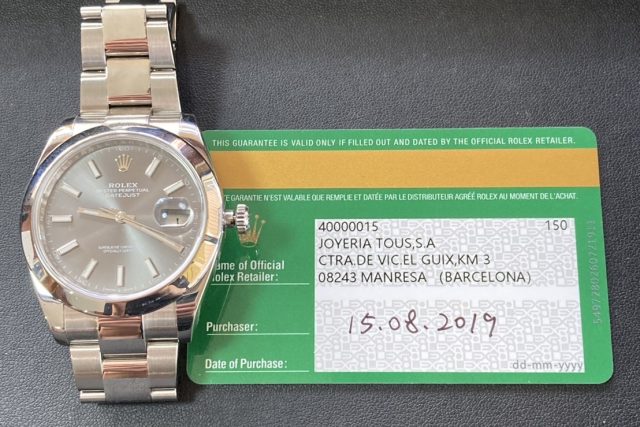 ROLEX
OYSTER PERPETUAL
DATEJUST
THIS GUARANTEE IS VALID ONLY IF FILLED OUT AND DATED BY THE OFFICIAL ROLEX RETAILER.
TE GARANTIE N'EST VALABLE QUE REMPLIE ET DATÉE PAR LE DISTRIBUTEUR AGRÉÉ ROLEX AU MOMENT DE L'ACHAT.
40000015 150
JOYERIA TOUS,S.A
CTRA.DE VIC.EL GUIX,KM 3
08243 MANRESA (BARCELONA)
Name of Official
Rolex Retailer:
Purchaser:
15.08.2019
Date of Purchase:
dd-mm-yyyy